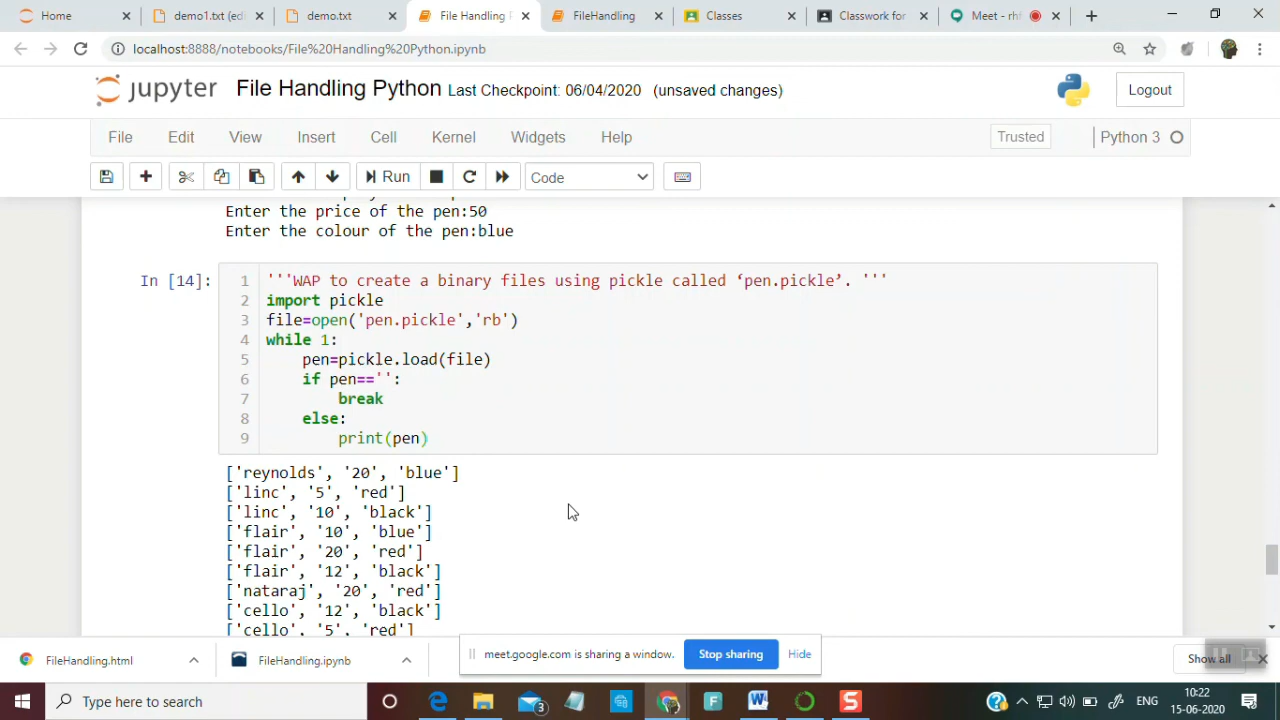 Home
demo1.txt (edi
demo.txt
File Handling P
FileHandling
Classes
Classwork for
Meet - rhf
localhost:8888/notebooks/File%20Handling%20Python.ipynb
jupyter File Handling Python Last Checkpoint: 06/04/2020 (unsaved changes)
Logout
File Edit View Insert Cell Kernel Widgets Help
Trusted
Python 3
Run
Code
Enter the price of the pen:50
Enter the colour of the pen:blue
In [14]:
1 '''WAP to create a binary files using pickle called ‘pen.pickle’. '''
2 import pickle
3 file=open('pen.pickle','rb')
4 while 1:
5 pen=pickle.load(file)
6 if pen=='':
7 break
8 else:
9 print(pen)
['reynolds', '20', 'blue']
['linc', '5', 'red']
['linc', '10', 'black']
['flair', '10', 'blue']
['flair', '20', 'red']
['flair', '12', 'black']
['nataraj', '20', 'red']
['cello', '12', 'black']
['cello', '5', 'red']
FileHandling.html
FileHandling.ipynb
meet.google.com is sharing a window.
Stop sharing
Hide
Show all
Type here to search
3
ENG
10:22
15-06-2020